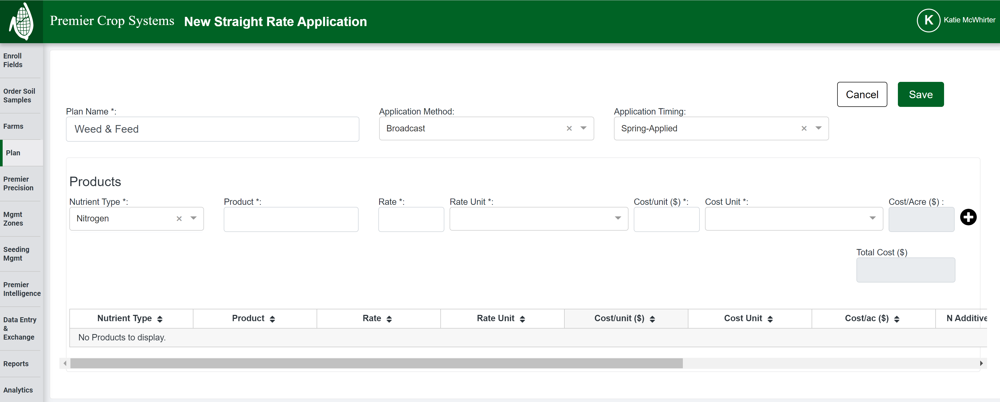 Premier Crop Systems New Straight Rate Application
K Katie McWhirter
Enroll
Fields
Order Soil
Samples
Farms
Plan
Premier
Precision
Mgmt
Zones
Seeding
Mgmt
Premier
Intelligence
Data Entry
&
Exchange
Reports
Analytics
Cancel Save
Plan Name *: Application Method: Application Timing:
Weed & Feed Broadcast × Spring-Applied ×
Products
Nutrient Type *: Product *: Rate *: Rate Unit *: Cost/unit ($) *: Cost Unit *: Cost/Acre ($) :
Nitrogen ×
Total Cost ($)
Nutrient Type Product Rate Rate Unit Cost/unit ($) Cost Unit Cost/ac ($) N Additive
No Products to display.